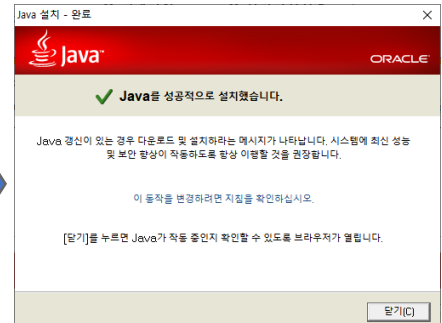 Java 설치 - 완료
Java™
ORACLE
Java를 성공적으로 설치했습니다.
Java 갱신이 있는 경우 다운로드 및 설치하라는 메시지가 나타납니다. 시스템에 최신 성능
및 보안 향상이 작동하도록 항상 이행할 것을 권장합니다.
이 동작을 변경하려면 지침을 확인하십시오.
[닫기]를 누르면 Java가 작동 중인지 확인할 수 있도록 브라우저가 열립니다.
닫기(C)